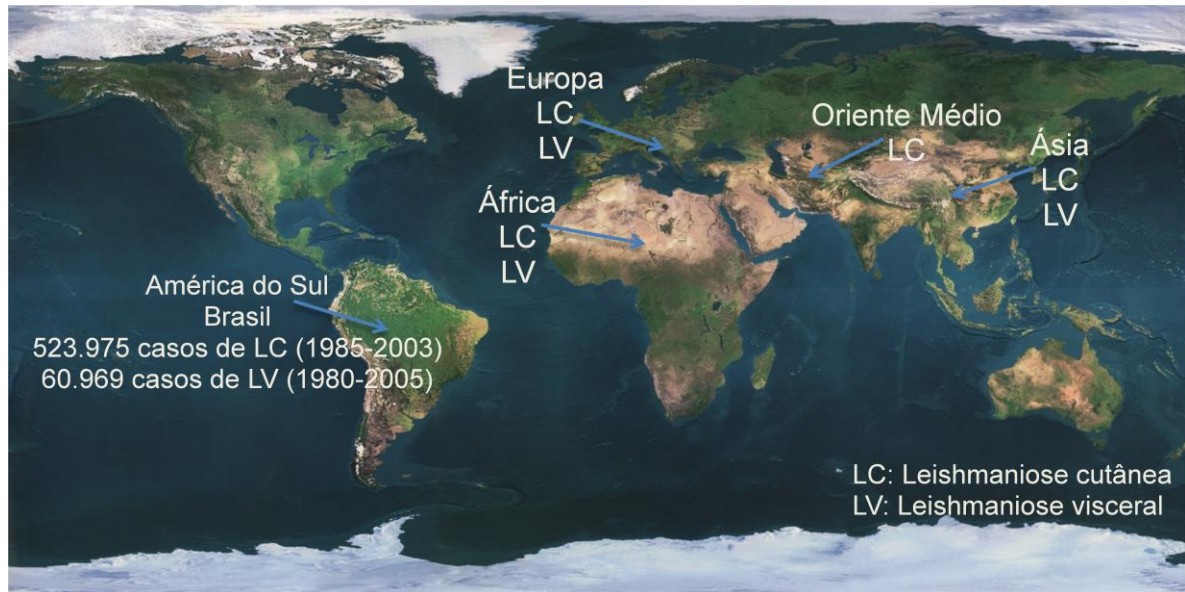 Europa
LC
LV
Oriente Médio
LC
Ásia
LC
LV
África
LC
LV
América do Sul
Brasil
523.975 casos de LC (1985-2003)
60.969 casos de LV (1980-2005)
LC: Leishmaniose cutânea
LV: Leishmaniose visceral